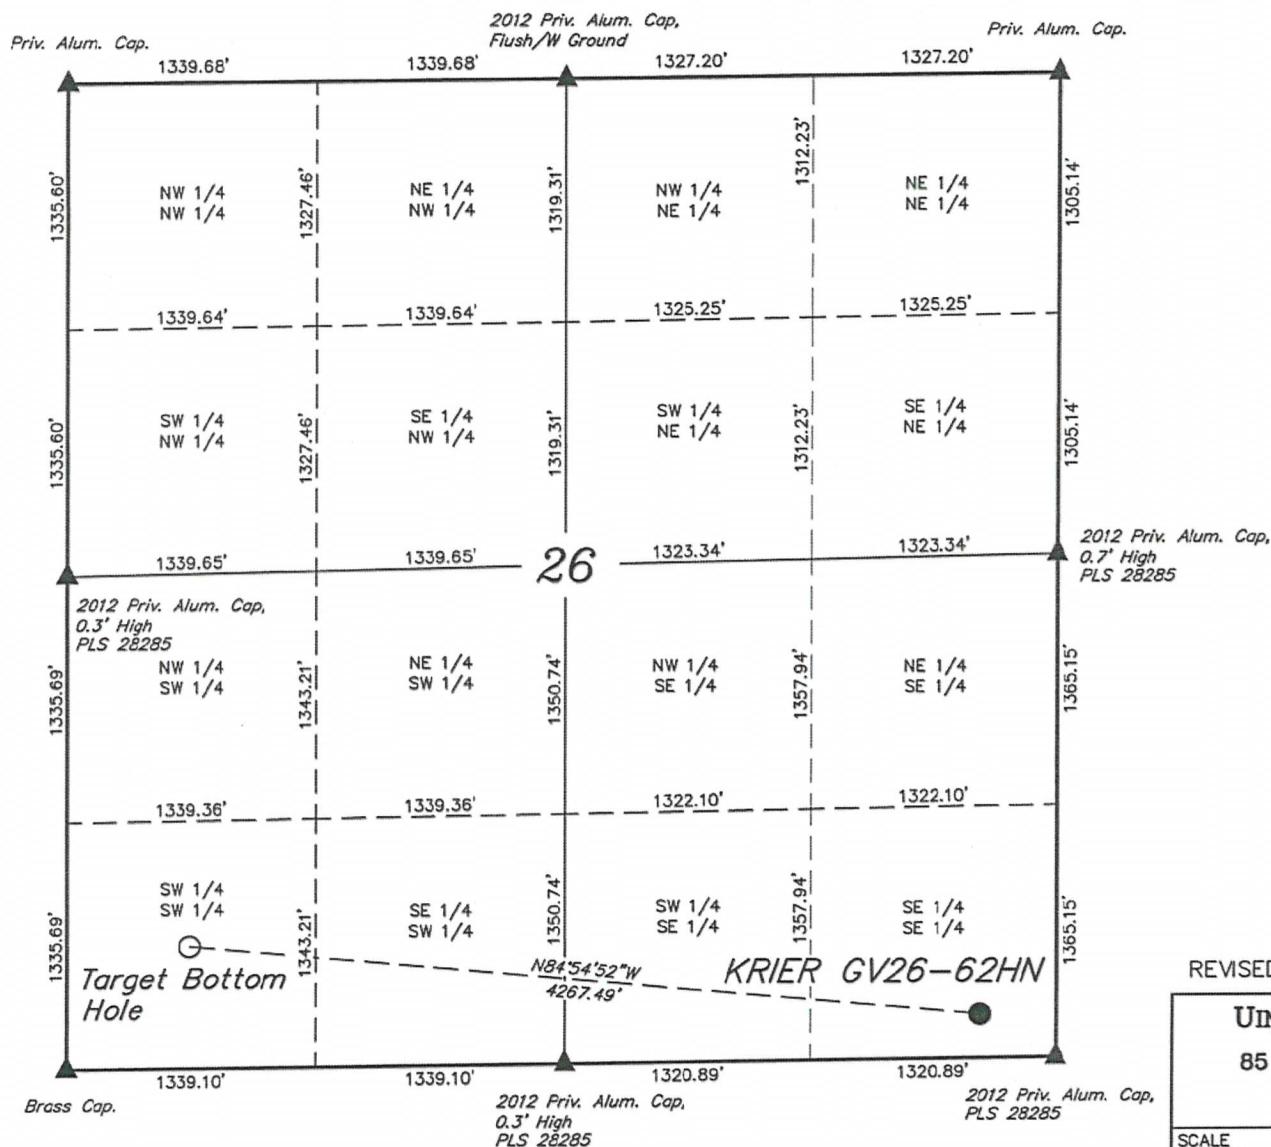 2012 Priv. Alum. Cap,
Flush/W Ground
Priv. Alum. Cap.
Priv. Alum. Cap.
1339.68'
1339.68'
1327.20'
1327.20'
1335.60'
NW 1/4
NW 1/4
1327.46'
NE 1/4
NW 1/4
1319.31'
NW 1/4
NE 1/4
1312.23'
NE 1/4
NE 1/4
1305.14'
1339.64'
1339.64'
1325.25'
1325.25'
1335.60'
SW 1/4
NW 1/4
1327.46'
SE 1/4
NW 1/4
1319.31'
SW 1/4
NE 1/4
1312.23'
SE 1/4
NE 1/4
1305.14'
1339.65'
1339.65'
26
1323.34'
1323.34'
2012 Priv. Alum. Cap,
0.7' High
PLS 28285
2012 Priv. Alum. Cap,
0.3' High
PLS 28285
1335.69'
NW 1/4
SW 1/4
1343.21'
NE 1/4
SW 1/4
1350.74'
NW 1/4
SE 1/4
1357.94'
NE 1/4
SE 1/4
1365.15'
1339.36'
1339.36'
1322.10'
1322.10'
1335.69'
SW 1/4
SW 1/4
1343.21'
SE 1/4
SW 1/4
1350.74'
SW 1/4
SE 1/4
1357.94'
SE 1/4
SE 1/4
1365.15'
Target Bottom
Hole
N84°54'52"W
4267.49'
KRIER GV26-62HN
REVISED
UIN
85
SCALE
1339.10'
1339.10'
1320.89'
1320.89'
Brass Cap.
2012 Priv. Alum. Cap,
0.3' High
PLS 28285
2012 Priv. Alum. Cap,
PLS 28285